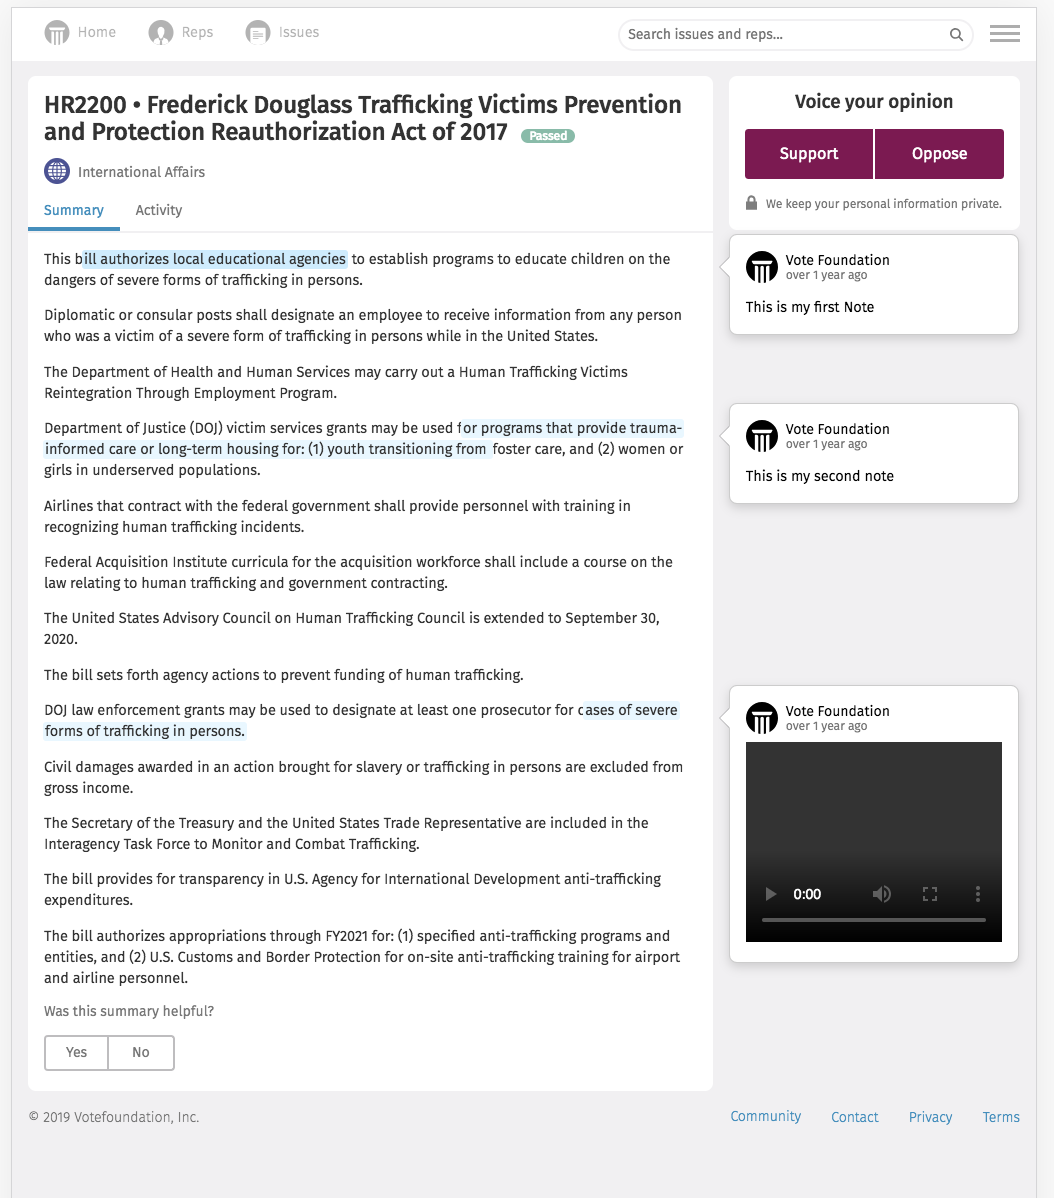 Home Reps Issues Search issues and reps...
HR2200 • Frederick Douglass Trafficking Victims Prevention
and Protection Reauthorization Act of 2017 Passed
International Affairs
Summary Activity
This bill authorizes local educational agencies to establish programs to educate children on the
dangers of severe forms of trafficking in persons.
Diplomatic or consular posts shall designate an employee to receive information from any person
who was a victim of a severe form of trafficking in persons while in the United States.
The Department of Health and Human Services may carry out a Human Trafficking Victims
Reintegration Through Employment Program.
Department of Justice (DOJ) victim services grants may be used for programs that provide trauma-
informed care or long-term housing for: (1) youth transitioning from foster care, and (2) women or
girls in underserved populations.
Airlines that contract with the federal government shall provide personnel with training in
recognizing human trafficking incidents.
Federal Acquisition Institute curricula for the acquisition workforce shall include a course on the
law relating to human trafficking and government contracting.
The United States Advisory Council on Human Trafficking Council is extended to September 30,
2020.
The bill sets forth agency actions to prevent funding of human trafficking.
DOJ law enforcement grants may be used to designate at least one prosecutor for cases of severe
forms of trafficking in persons.
Civil damages awarded in an action brought for slavery or trafficking in persons are excluded from
gross income.
The Secretary of the Treasury and the United States Trade Representative are included in the
Interagency Task Force to Monitor and Combat Trafficking.
The bill provides for transparency in U.S. Agency for International Development anti-trafficking
expenditures.
The bill authorizes appropriations through FY2021 for: (1) specified anti-trafficking programs and
entities, and (2) U.S. Customs and Border Protection for on-site anti-trafficking training for airport
and airline personnel.
Was this summary helpful?
Yes No
Voice your opinion
Support Oppose
We keep your personal information private.
Vote Foundation
over 1 year ago
This is my first Note
Vote Foundation
over 1 year ago
This is my second note
Vote Foundation
over 1 year ago
0:00
© 2019 Votefoundation, Inc. Community Contact Privacy Terms